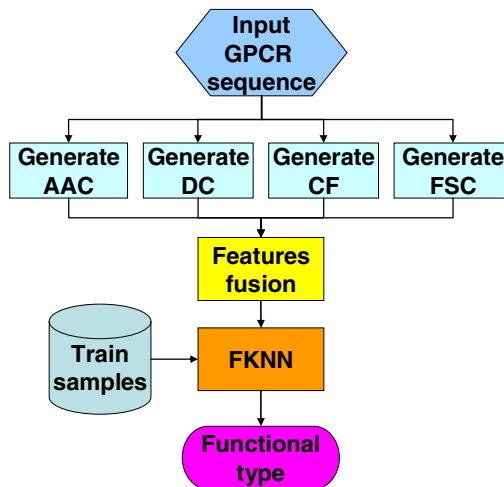 Input
GPCR
sequence
Generate
AAC
Generate
DC
Generate
CF
Generate
FSC
Features
fusion
Train
samples
FKNN
Functional
type